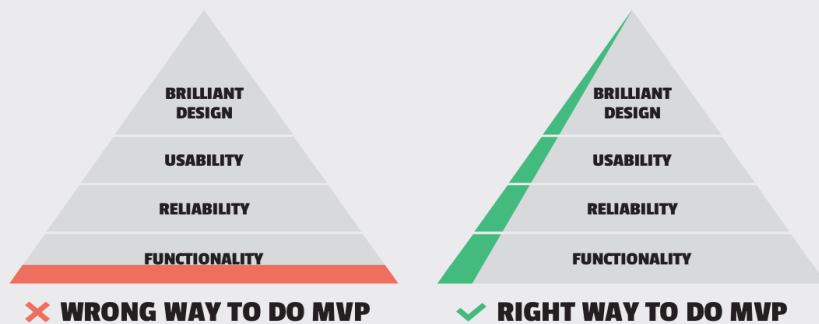 BRILLIANT
DESIGN
USABILITY
RELIABILITY
FUNCTIONALITY
WRONG WAY TO DO MVP
BRILLIANT
DESIGN
USABILITY
RELIABILITY
FUNCTIONALITY
RIGHT WAY TO DO MVP